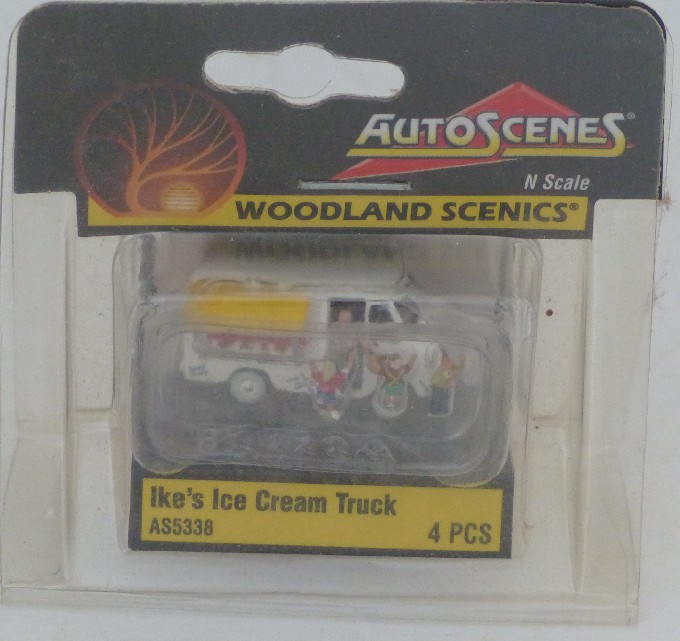 AUTOSCENES®
N Scale
WOODLAND SCENICS®
Ike's Ice Cream Truck
AS5338
4 PCS